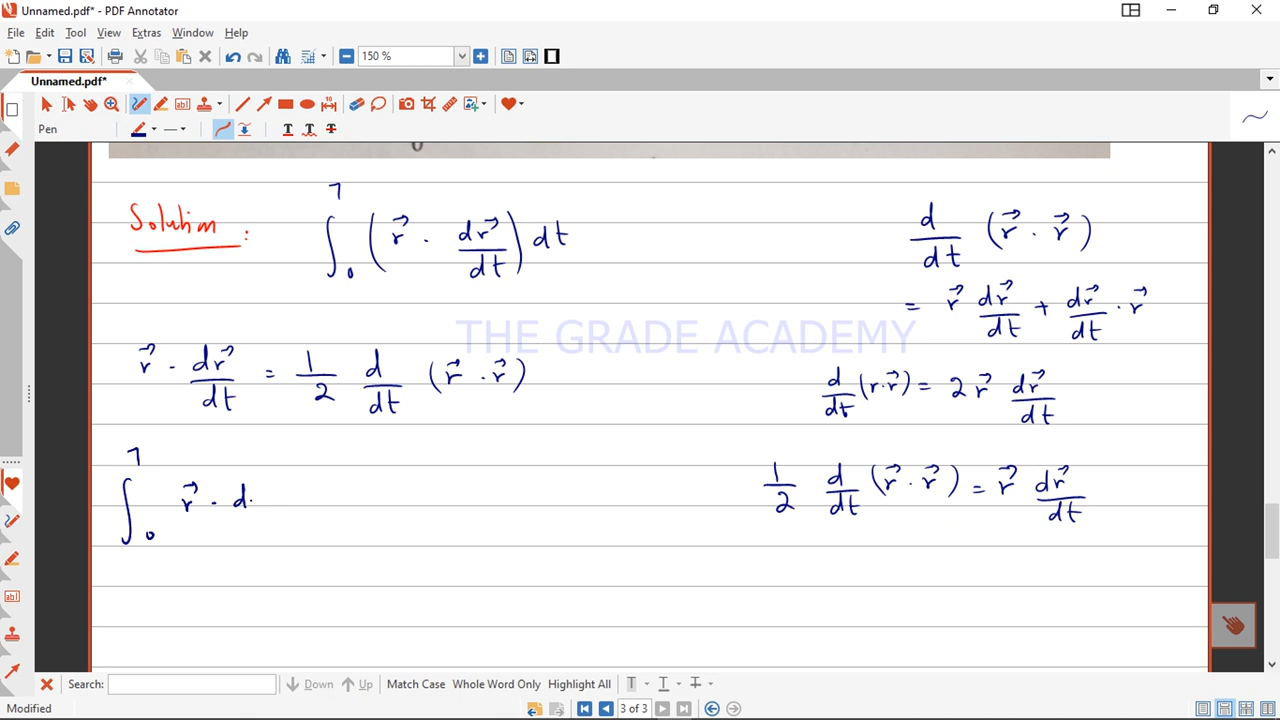 Unnamed.pdf* - PDF Annotator
File Edit Tool View Extras Window Help
150 %
Unnamed.pdf*
Pen
Solution :
∫₀⁷ (r⃗ · dr⃗/dt) dt
d/dt (r⃗ · r⃗)
= r⃗ dr⃗/dt + dr⃗/dt · r⃗
THE GRADE ACADEMY
r⃗ · dr⃗/dt = 1/2 d/dt (r⃗ · r⃗)
d/dt (r · r⃗) = 2 r⃗ dr⃗/dt
1/2 d/dt (r⃗ · r⃗) = r⃗ dr⃗/dt
∫₀⁷ r⃗ · d
Search: Down Up Match Case Whole Word Only Highlight All
Modified 3 of 3